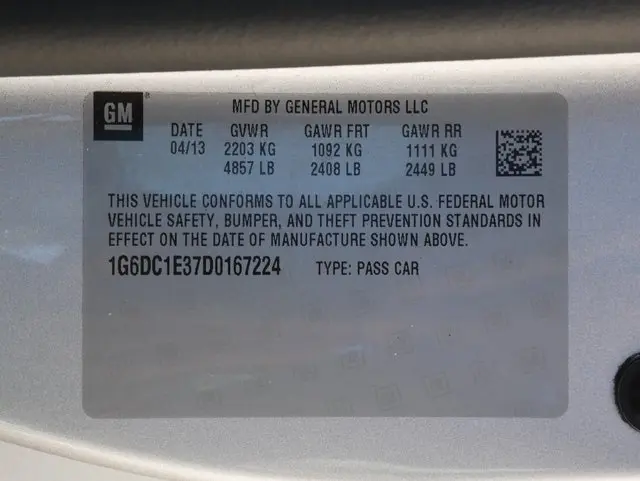 GM ®
MFD BY GENERAL MOTORS LLC
DATE GVWR GAWR FRT GAWR RR
04/13 2203 KG 1092 KG 1111 KG
4857 LB 2408 LB 2449 LB
THIS VEHICLE CONFORMS TO ALL APPLICABLE U.S. FEDERAL MOTOR
VEHICLE SAFETY, BUMPER, AND THEFT PREVENTION STANDARDS IN
EFFECT ON THE DATE OF MANUFACTURE SHOWN ABOVE.
1G6DC1E37D0167224 TYPE: PASS CAR